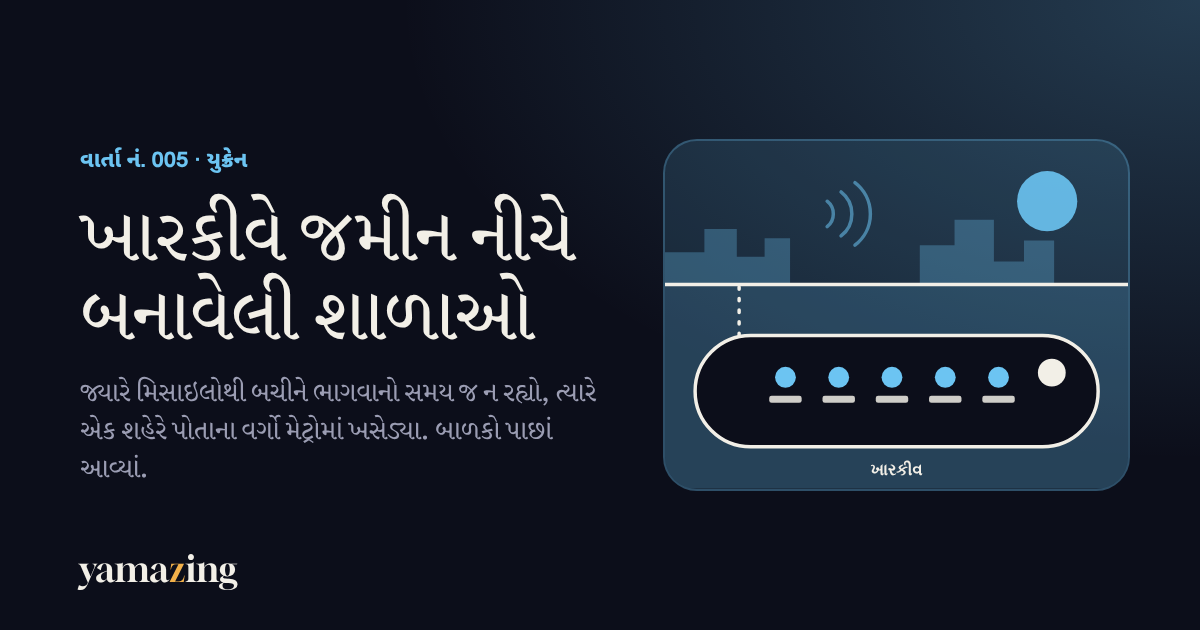 વાર્તા નં. 005 · યુક્રેન
ખારકીવે જમીન નીચે
બનાવેલી શાળાઓ
જ્યારે મિસાઇલોથી બચીને ભાગવાનો સમય જ ન રહ્યો, ત્યારે
એક શહેરે પોતાના વર્ગો મેટ્રોમાં ખસેડ્યા. બાળકો પાછાં
આવ્યાં.
ખારકીવ
yamazing